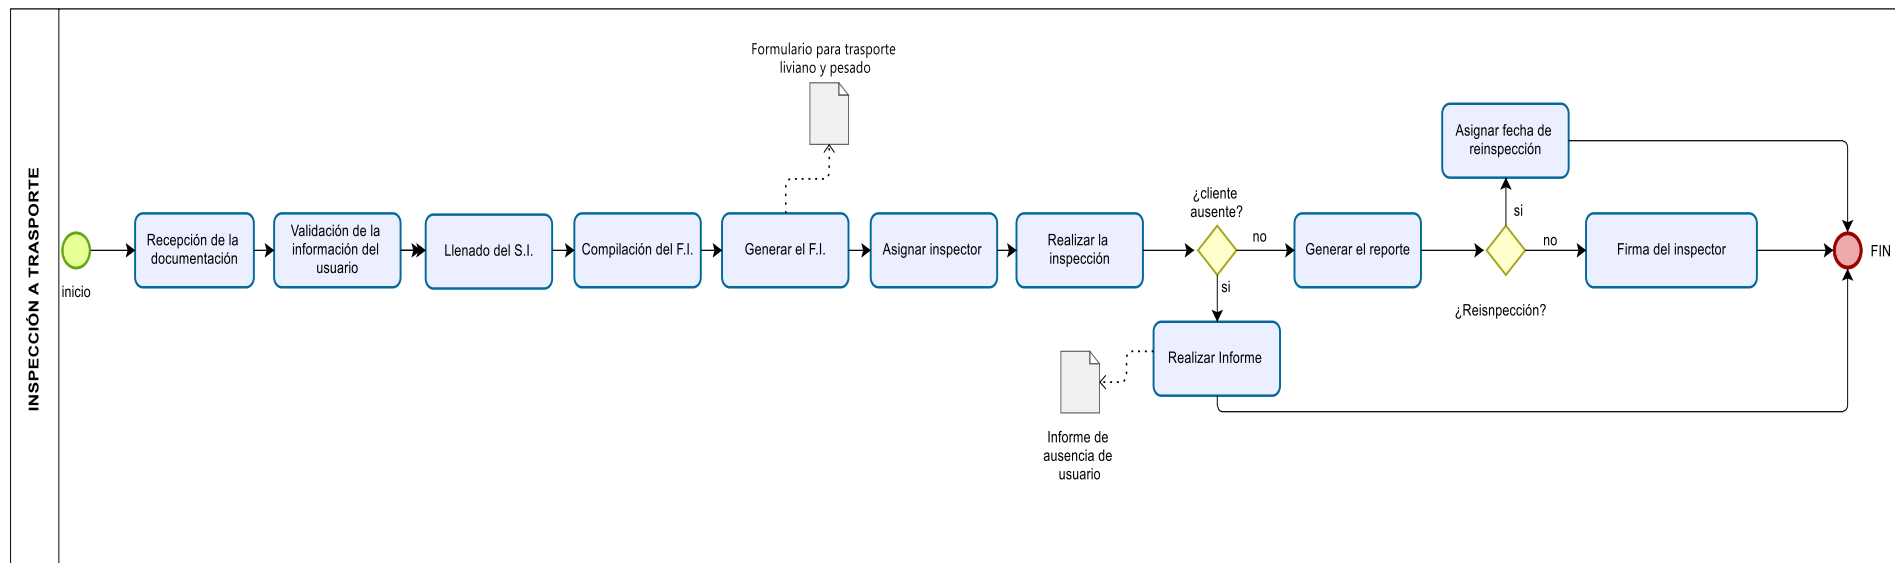 INSPECCIÓN A TRASPORTE
inicio
Recepción de la
documentación
Validación de la
información del
usuario
Llenado del S.I.
Compilación del F.I.
Formulario para trasporte
liviano y pesado
Generar el F.I.
Asignar inspector
Realizar la
inspección
¿cliente
ausente?
no
si
Realizar Informe
Informe de
ausencia de
usuario
Generar el reporte
¿Reisnpección?
si
no
Asignar fecha de
reinspección
Firma del inspector
FIN